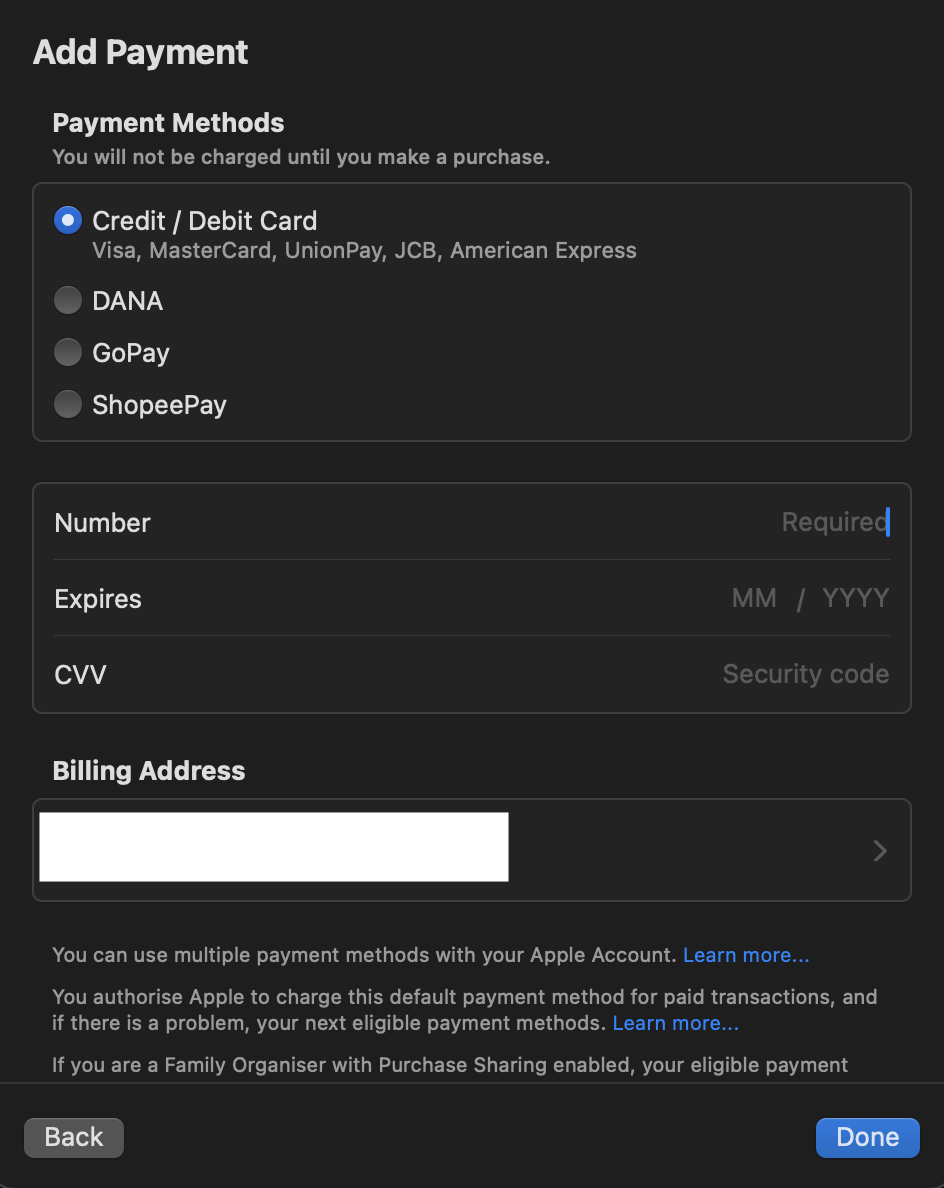 Add Payment
Payment Methods
You will not be charged until you make a purchase.
Credit / Debit Card
Visa, MasterCard, UnionPay, JCB, American Express
DANA
GoPay
ShopeePay
Number
Required
Expires
MM / YYYY
CVV
Security code
Billing Address
You can use multiple payment methods with your Apple Account. Learn more...
You authorise Apple to charge this default payment method for paid transactions, and
if there is a problem, your next eligible payment methods. Learn more...
If you are a Family Organiser with Purchase Sharing enabled, your eligible payment
Back
Done